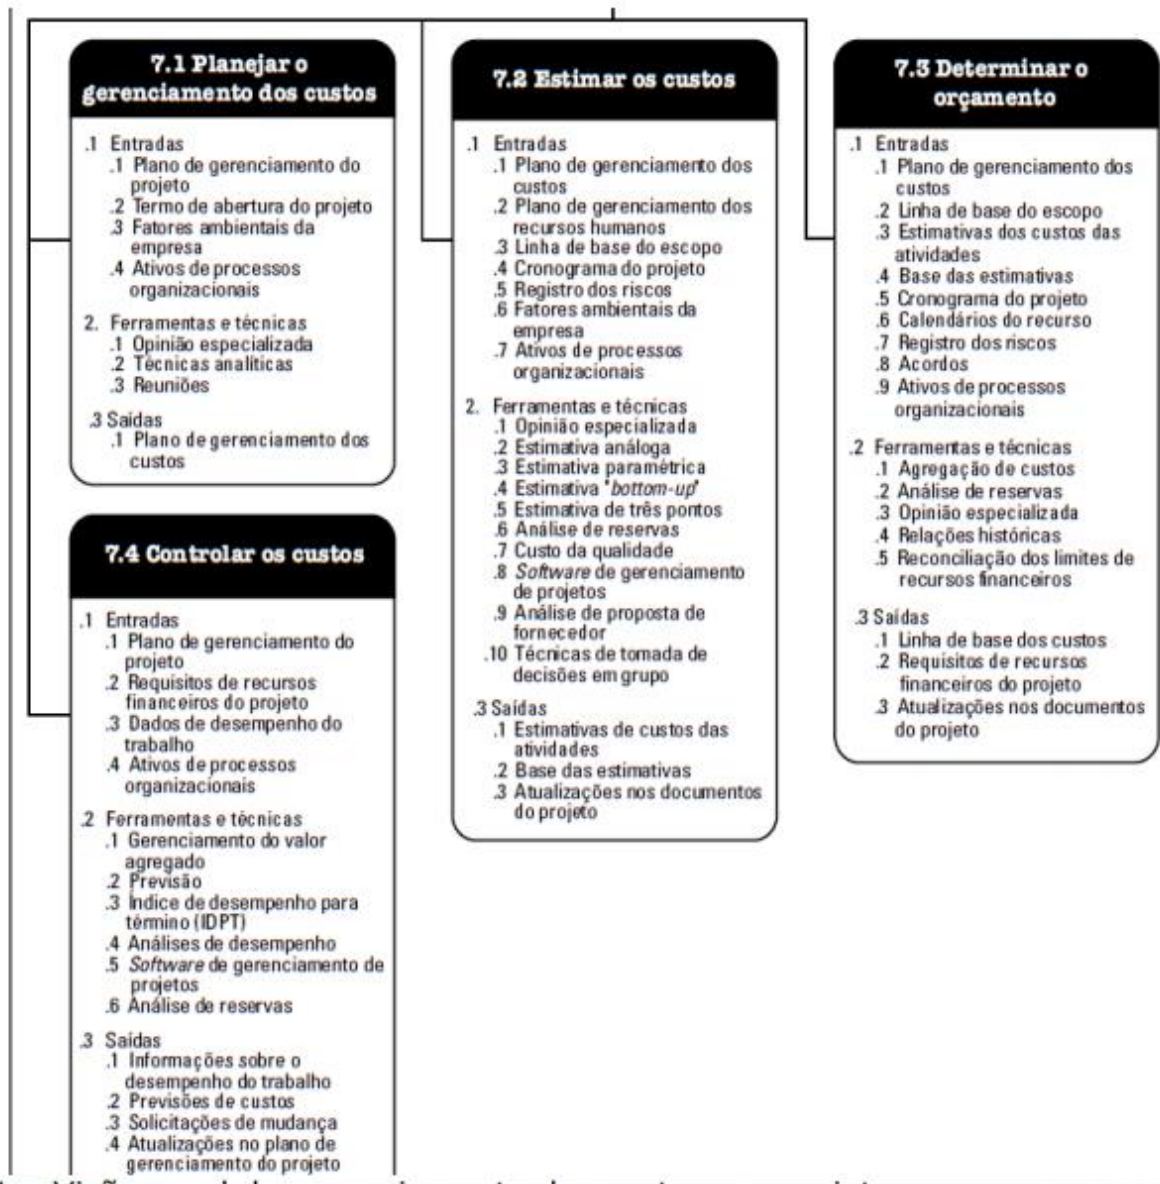 7.1 Planejar o
gerenciamento dos custos
.1 Entradas
.1 Plano de gerenciamento do
projeto
.2 Termo de abertura do projeto
.3 Fatores ambientais da
empresa
.4 Ativos de processos
organizacionais
2. Ferramentas e técnicas
.1 Opinião especializada
.2 Técnicas analíticas
.3 Reuniões
.3 Saídas
.1 Plano de gerenciamento dos
custos
7.2 Estimar os custos
.1 Entradas
.1 Plano de gerenciamento dos
custos
.2 Plano de gerenciamento dos
recursos humanos
.3 Linha de base do escopo
.4 Cronograma do projeto
.5 Registro dos riscos
.6 Fatores ambientais da
empresa
.7 Ativos de processos
organizacionais
2. Ferramentas e técnicas
.1 Opinião especializada
.2 Estimativa análoga
.3 Estimativa paramétrica
.4 Estimativa "bottom-up"
.5 Estimativa de três pontos
.6 Análise de reservas
.7 Custo da qualidade
.8 Software de gerenciamento
de projetos
.9 Análise de proposta de
fornecedor
.10 Técnicas de tomada de
decisões em grupo
.3 Saídas
.1 Estimativas de custos das
atividades
.2 Base das estimativas
.3 Atualizações nos documentos
do projeto
7.3 Determinar o
orçamento
.1 Entradas
.1 Plano de gerenciamento dos
custos
.2 Linha de base do escopo
.3 Estimativas dos custos das
atividades
.4 Base das estimativas
.5 Cronograma do projeto
.6 Calendários do recurso
.7 Registro dos riscos
.8 Acordos
.9 Ativos de processos
organizacionais
.2 Ferramentas e técnicas
.1 Agregação de custos
.2 Análise de reservas
.3 Opinião especializada
.4 Relações históricas
.5 Reconciliação dos limites de
recursos financeiros
.3 Saídas
.1 Linha de base dos custos
.2 Requisitos de recursos
financeiros do projeto
.3 Atualizações nos documentos
do projeto
7.4 Controlar os custos
.1 Entradas
.1 Plano de gerenciamento do
projeto
.2 Requisitos de recursos
financeiros do projeto
.3 Dados de desempenho do
trabalho
.4 Ativos de processos
organizacionais
.2 Ferramentas e técnicas
.1 Gerenciamento do valor
agregado
.2 Previsão
.3 Índice de desempenho para
término (IDPT)
.4 Análises de desempenho
.5 Software de gerenciamento de
projetos
.6 Análise de reservas
.3 Saídas
.1 Informações sobre o
desempenho do trabalho
.2 Previsões de custos
.3 Solicitações de mudança
.4 Atualizações no plano de
gerenciamento do projeto